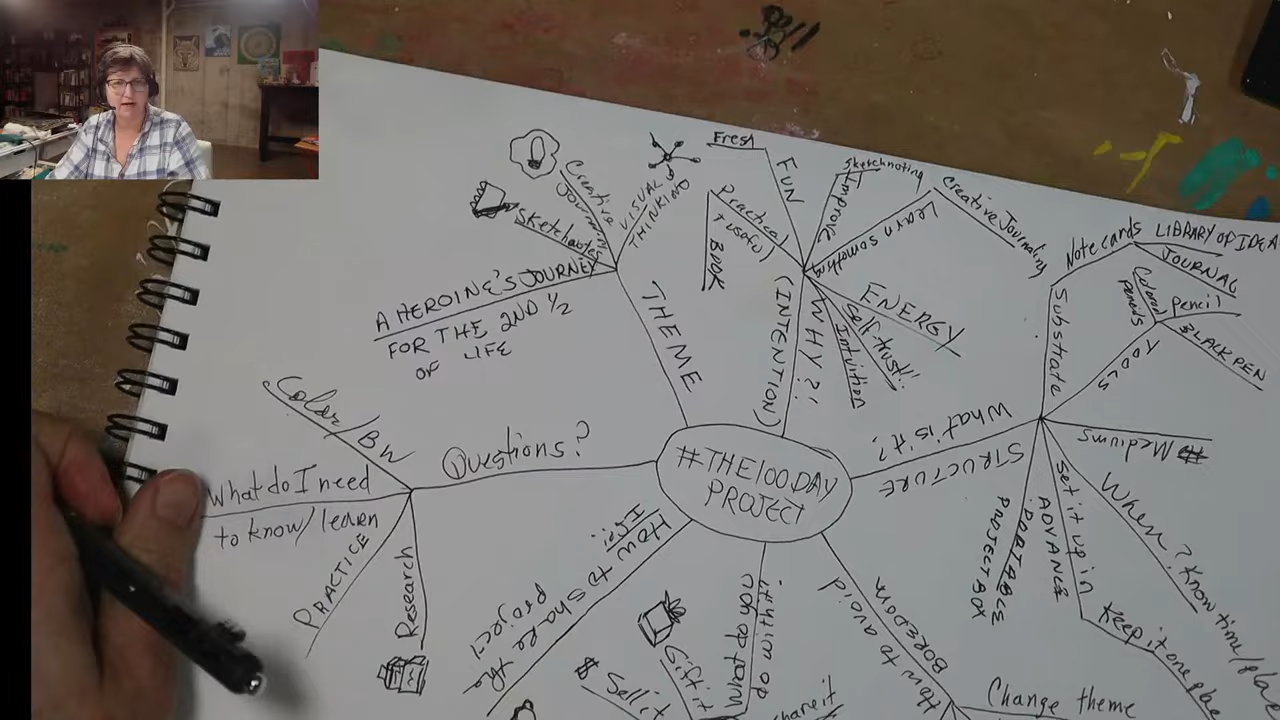 #THE100DAY
PROJECT
THEME
A HEROINE'S JOURNEY
FOR THE 2ND 1/2
OF LIFE
Sketchnotes
Creative
Journaling
VISUAL
THINKING
WHY?!
(INTENTION)
Practical
+ useful
BOOK
FUN
Fresh
Improve
Sketchnoting
Learn something
Creative Journaling
ENERGY
Self-trust!
Intuition
What is it?
STRUCTURE
Substrate
Note cards
LIBRARY OF IDEA
JOURNAL
TOOLS
Colored
pencils
pencil
BLACK PEN
# Mediums
When? Know time/place
Set it up in
ADVANCE
Keep it one place
PORTABLE
PROJECT BOX
How to avoid
BOREDOM
Change theme
What do I do
with it?
Gift it
$ Sell it
Share it
How to share the
project
Questions?
Color/BW
What do I need
to know/learn
PRACTICE
Research